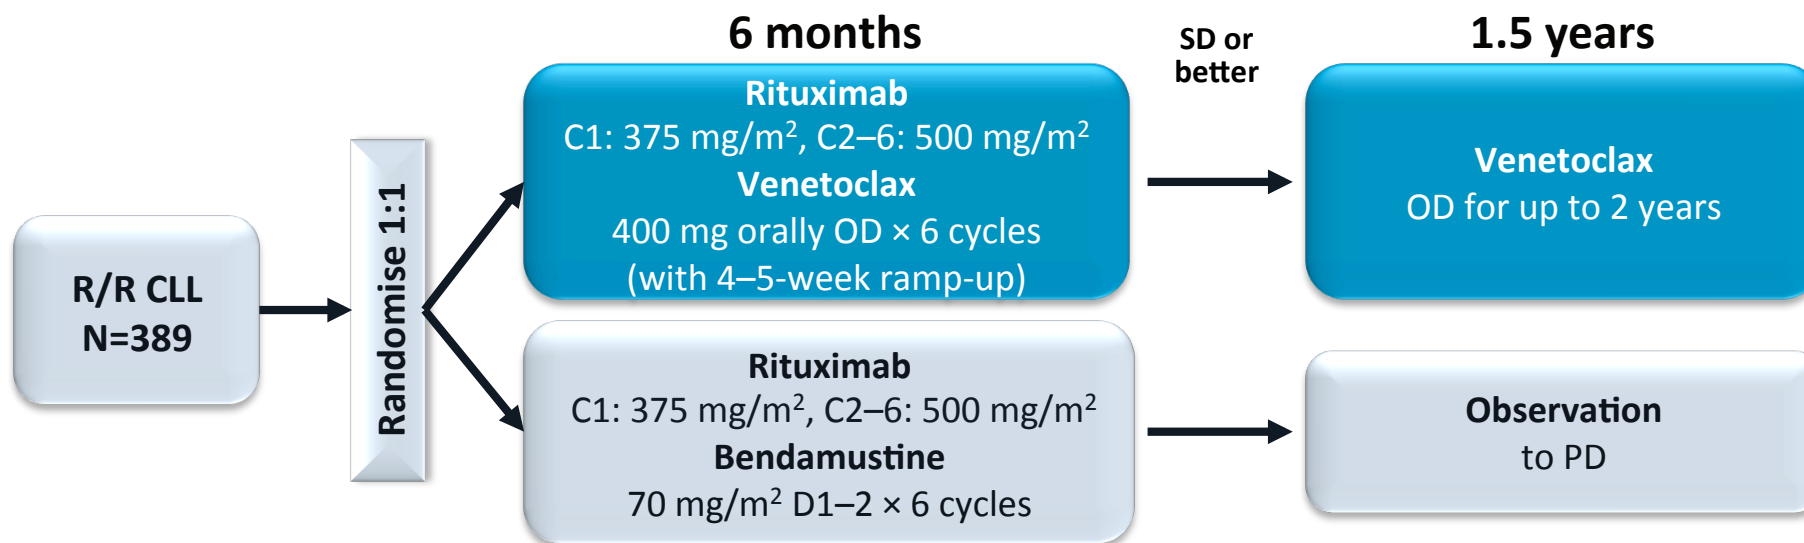 6 months
SD or
better
1.5 years
Rituximab
C1: 375 mg/m², C2–6: 500 mg/m²
Venetoclax
400 mg orally OD × 6 cycles
(with 4–5-week ramp-up)
Venetoclax
OD for up to 2 years
R/R CLL
N=389
Randomise 1:1
Rituximab
C1: 375 mg/m², C2–6: 500 mg/m²
Bendamustine
70 mg/m² D1–2 × 6 cycles
Observation
to PD